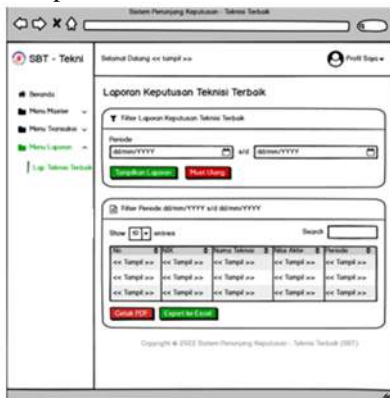 Sistem Penunjang Keputusan - Teknisi Terbaik
SBT - Tekni
Selamat Datang << tampil >>
Profil Saya
Beranda
Menu Master
Menu Transaksi
Menu Laporan
Lap. Teknisi Terbaik
Laporan Keputusan Teknisi Terbaik
Filter Laporan Keputusan Teknisi Terbaik
Periode
dd/mm/YYYY s/d dd/mm/YYYY
Tampilkan Laporan Muat Ulang
Filter Periode dd/mm/YYYY s/d dd/mm/YYYY
Show 10 entries Search
No. NIK Nama Teknisi Nilai Akhir Periode
<< Tampil >> << Tampil >> << Tampil >> << Tampil >> << Tampil >>
<< Tampil >> << Tampil >> << Tampil >> << Tampil >> << Tampil >>
<< Tampil >> << Tampil >> << Tampil >> << Tampil >> << Tampil >>
Cetak PDF Export ke Excel
Copyright © 2022 Sistem Penunjang Keputusan - Teknisi Terbaik (SBT)